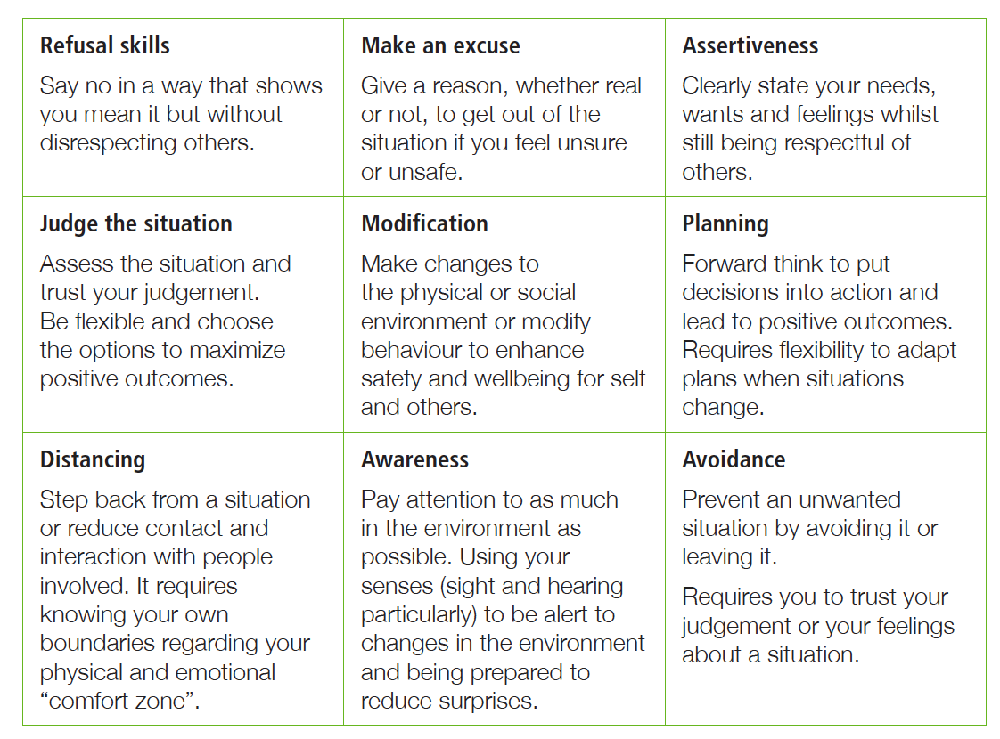 Refusal skills
Say no in a way that shows
you mean it but without
disrespecting others.
Make an excuse
Give a reason, whether real
or not, to get out of the
situation if you feel unsure
or unsafe.
Assertiveness
Clearly state your needs,
wants and feelings whilst
still being respectful of
others.
Judge the situation
Assess the situation and
trust your judgement.
Be flexible and choose
the options to maximize
positive outcomes.
Modification
Make changes to
the physical or social
environment or modify
behaviour to enhance
safety and wellbeing for self
and others.
Planning
Forward think to put
decisions into action and
lead to positive outcomes.
Requires flexibility to adapt
plans when situations
change.
Distancing
Step back from a situation
or reduce contact and
interaction with people
involved. It requires
knowing your own
boundaries regarding your
physical and emotional
“comfort zone”.
Awareness
Pay attention to as much
in the environment as
possible. Using your
senses (sight and hearing
particularly) to be alert to
changes in the environment
and being prepared to
reduce surprises.
Avoidance
Prevent an unwanted
situation by avoiding it or
leaving it.
Requires you to trust your
judgement or your feelings
about a situation.